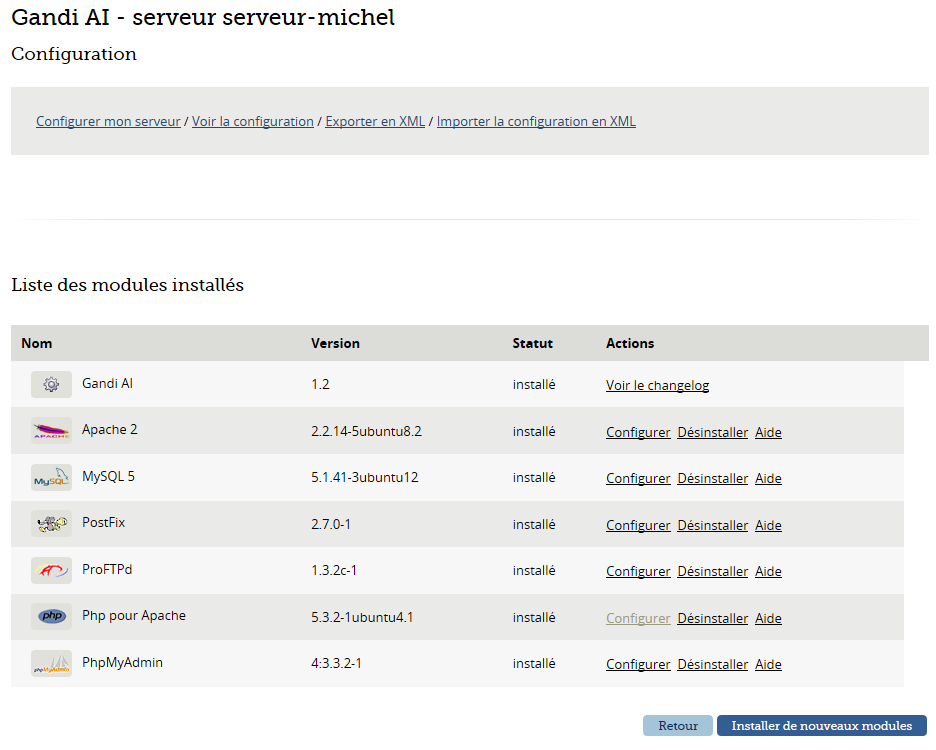 Gandi AI - serveur serveur-michel
Configuration
Configurer mon serveur / Voir la configuration / Exporter en XML / Importer la configuration en XML
Liste des modules installés
Nom Version Statut Actions
Gandi AI 1.2 installé Voir le changelog
APACHE Apache 2 2.2.14-5ubuntu8.2 installé Configurer Désinstaller Aide
MySQL MySQL 5 5.1.41-3ubuntu12 installé Configurer Désinstaller Aide
PostFix 2.7.0-1 installé Configurer Désinstaller Aide
ProFTPd 1.3.2c-1 installé Configurer Désinstaller Aide
php Php pour Apache 5.3.2-1ubuntu4.1 installé Configurer Désinstaller Aide
phpMyAdmin PhpMyAdmin 4:3.3.2-1 installé Configurer Désinstaller Aide
Retour Installer de nouveaux modules